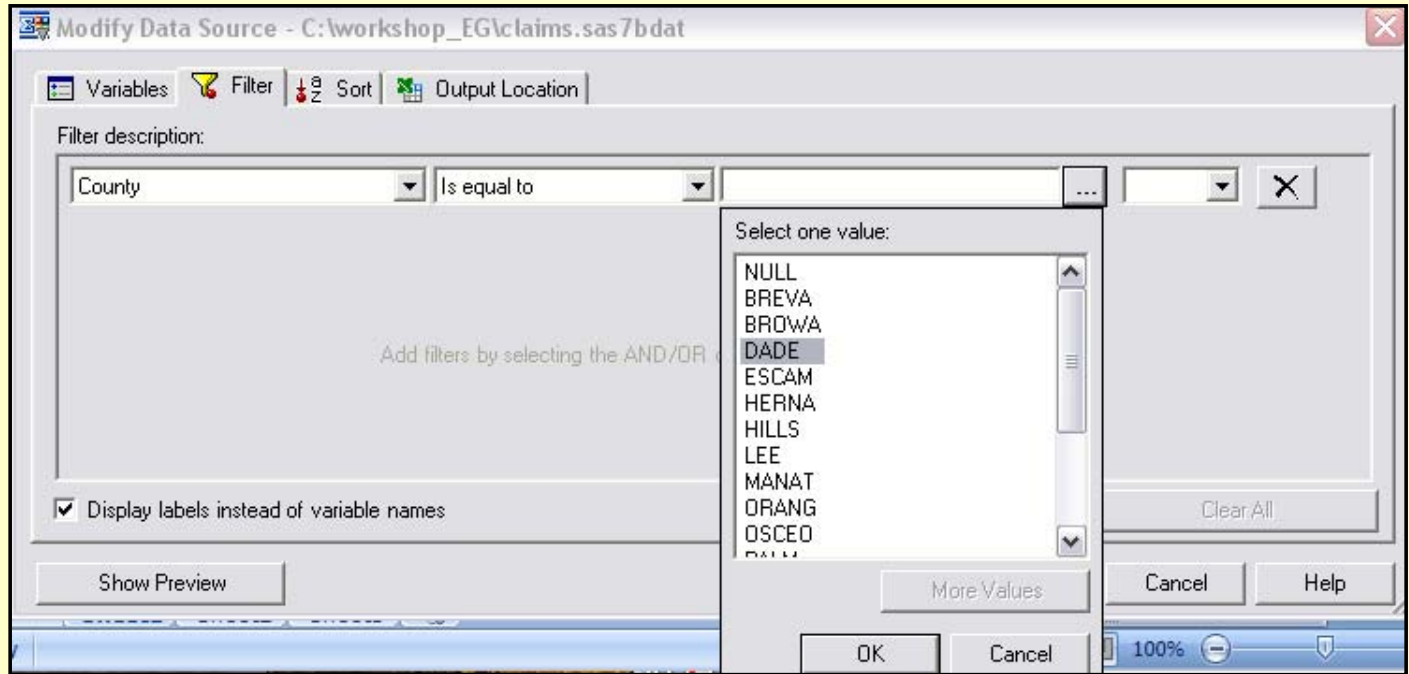 Modify Data Source - C:\workshop_EG\claims.sas7bdat
Variables Filter Sort Output Location
Filter description:
County Is equal to ...
Select one value:
NULL
BREVA
BROWA
DADE
Add filters by selecting the AND/OR
ESCAM
HERNA
HILLS
LEE
MANAT
ORANG
OSCEO
Display labels instead of variable names Clear All
Show Preview More Values Cancel Help
OK Cancel 100%